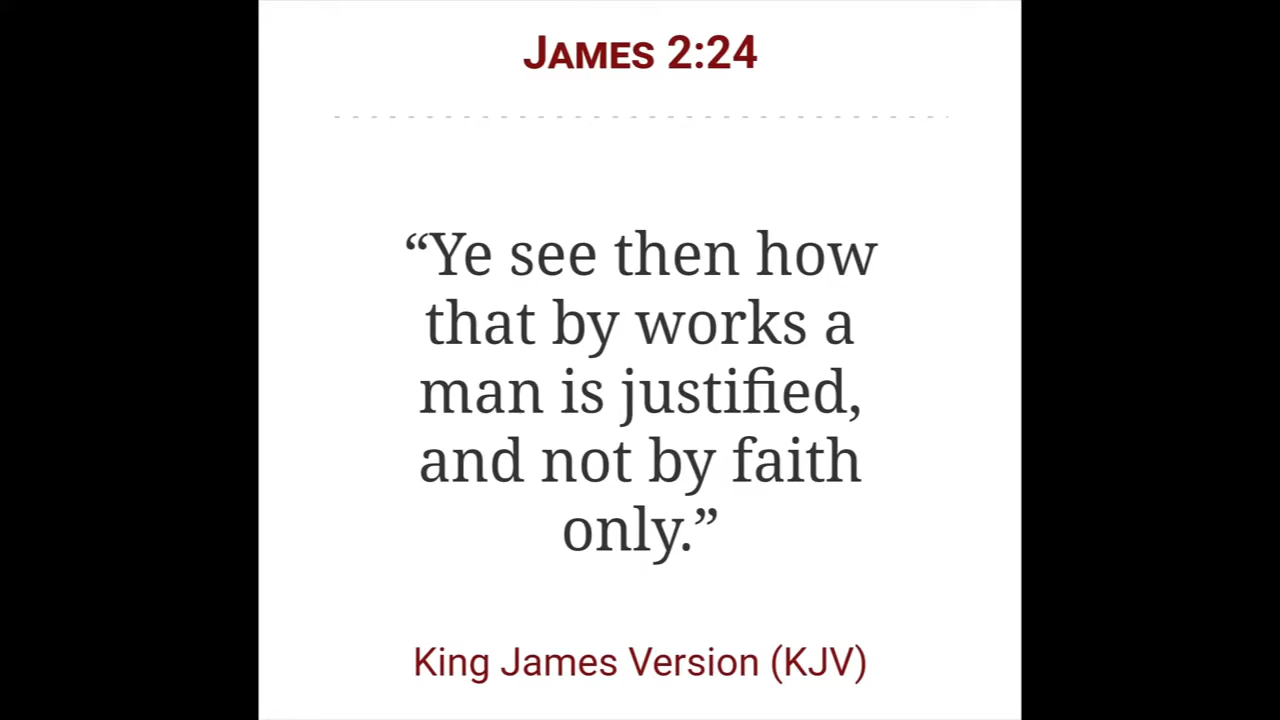 James 2:24
“Ye see then how
that by works a
man is justified,
and not by faith
only.”
King James Version (KJV)